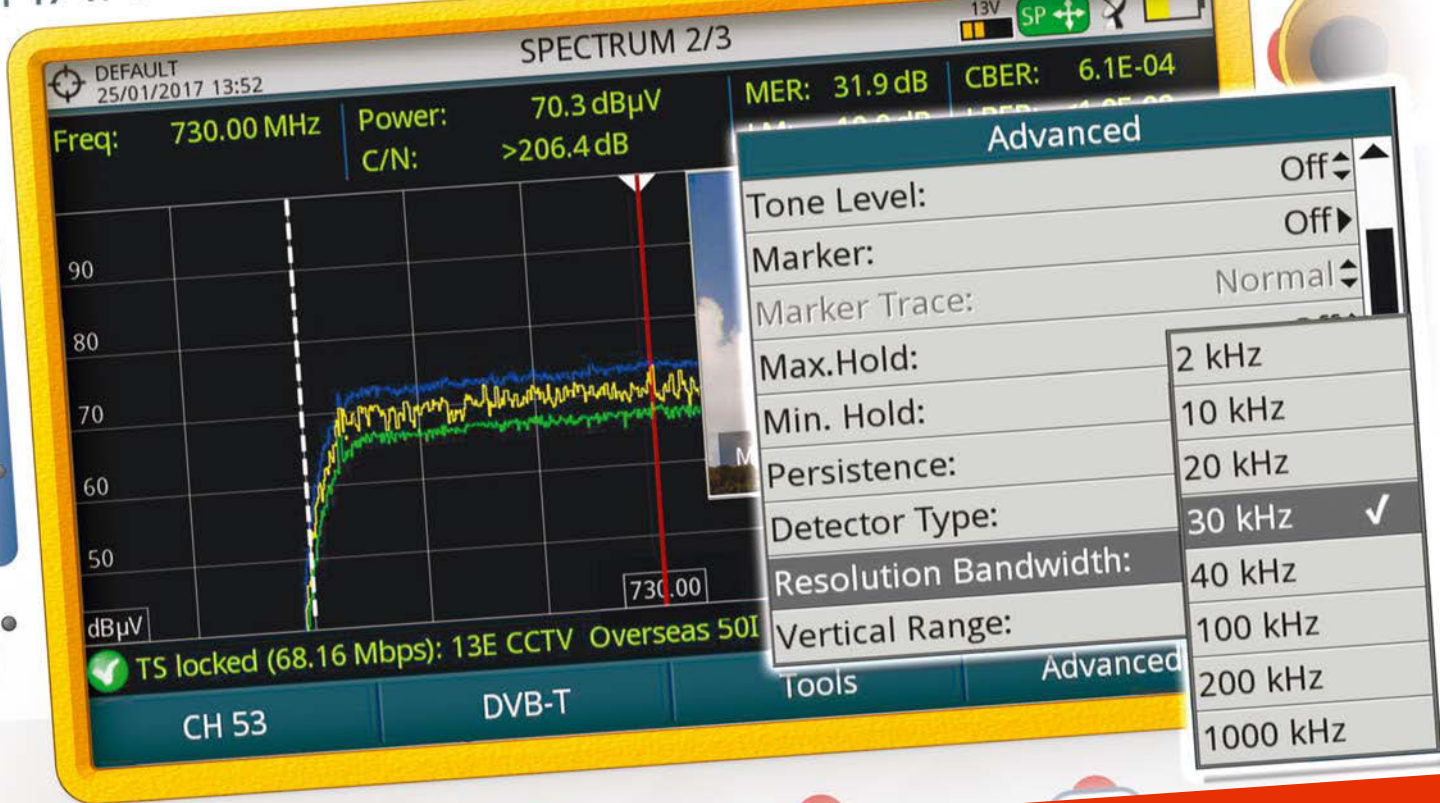 SPECTRUM 2/3
13V
SP
DEFAULT
25/01/2017 13:52
Freq: 730.00 MHz
Power: 70.3 dBµV
C/N: >206.4 dB
MER: 31.9 dB
CBER: 6.1E-04
90
80
70
60
50
dBµV
730.00
TS locked (68.16 Mbps): 13E CCTV Overseas
CH 53
DVB-T
Tools
Advanced
Advanced
Tone Level: Off
Marker: Off
Marker Trace: Normal
Max.Hold:
Min. Hold:
Persistence:
Detector Type:
Resolution Bandwidth:
Vertical Range:
2 kHz
10 kHz
20 kHz
30 kHz ✓
40 kHz
100 kHz
200 kHz
1000 kHz